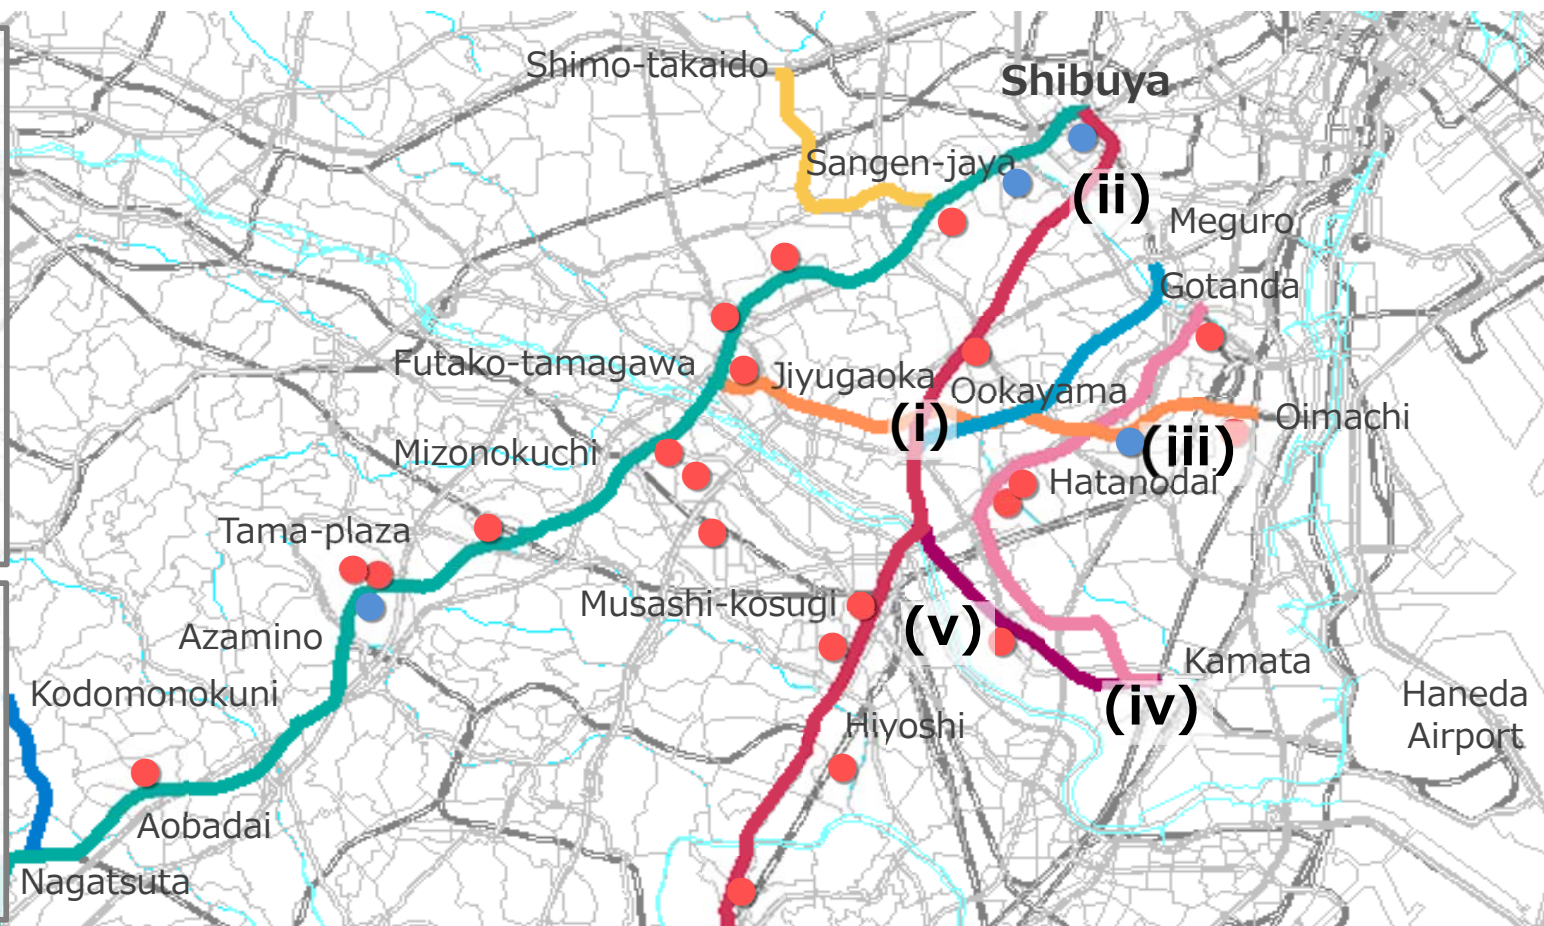 Shimo-takaido
Shibuya
Sangen-jaya
(ii)
Meguro
Gotanda
Futako-tamagawa
Jiyugaoka
Ookayama
(i)
Oimachi
Mizonokuchi
(iii)
Hatanodai
Tama-plaza
Musashi-kosugi
(v)
Azamino
Kamata
Kodomonokuni
(iv)
Haneda
Airport
Hiyoshi
Aobadai
Nagatsuta